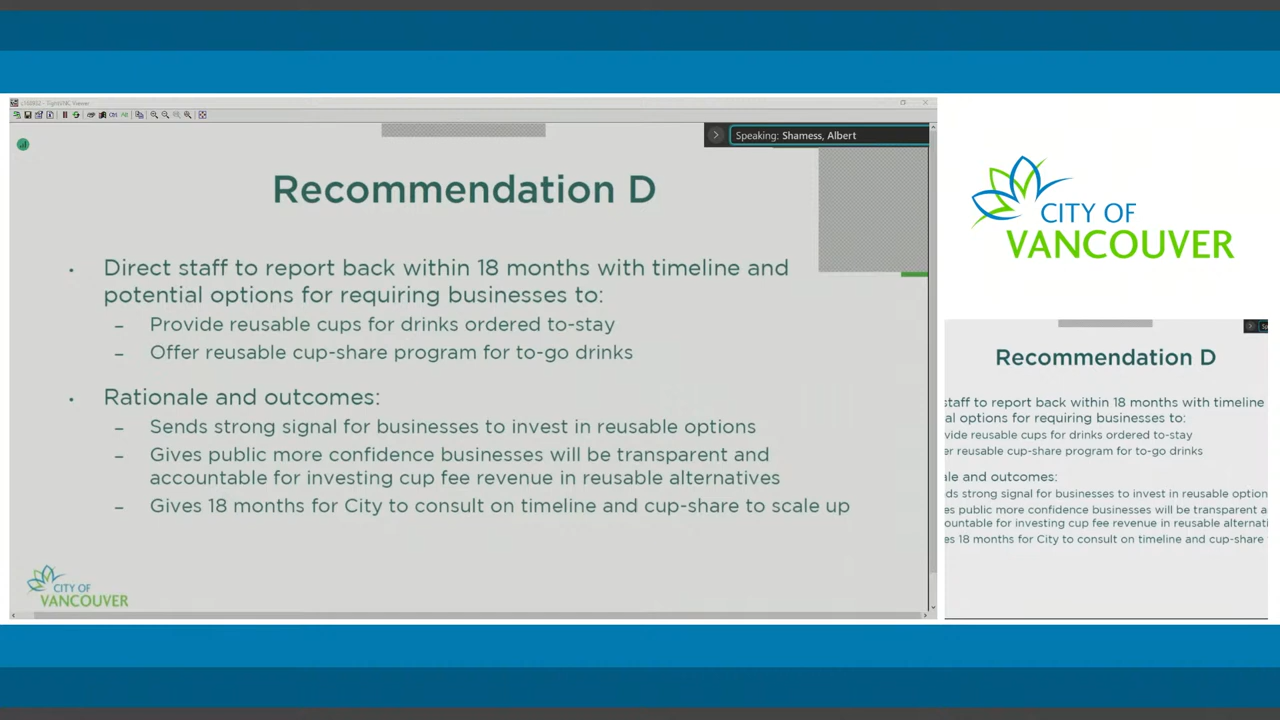 TightVNC Viewer
Speaking: Shamess, Albert
Recommendation D
Direct staff to report back within 18 months with timeline and
potential options for requiring businesses to:
– Provide reusable cups for drinks ordered to-stay
– Offer reusable cup-share program for to-go drinks
Rationale and outcomes:
– Sends strong signal for businesses to invest in reusable options
– Gives public more confidence businesses will be transparent and
accountable for investing cup fee revenue in reusable alternatives
– Gives 18 months for City to consult on timeline and cup-share to scale up
CITY OF
VANCOUVER
CITY OF
VANCOUVER
Recommendation D
staff to report back within 18 months with timeline
al options for requiring businesses to:
vide reusable cups for drinks ordered to-stay
er reusable cup-share program for to-go drinks
ale and outcomes:
ds strong signal for businesses to invest in reusable option
es public more confidence businesses will be transparent a
ountable for investing cup fee revenue in reusable alternati
es 18 months for City to consult on timeline and cup-share